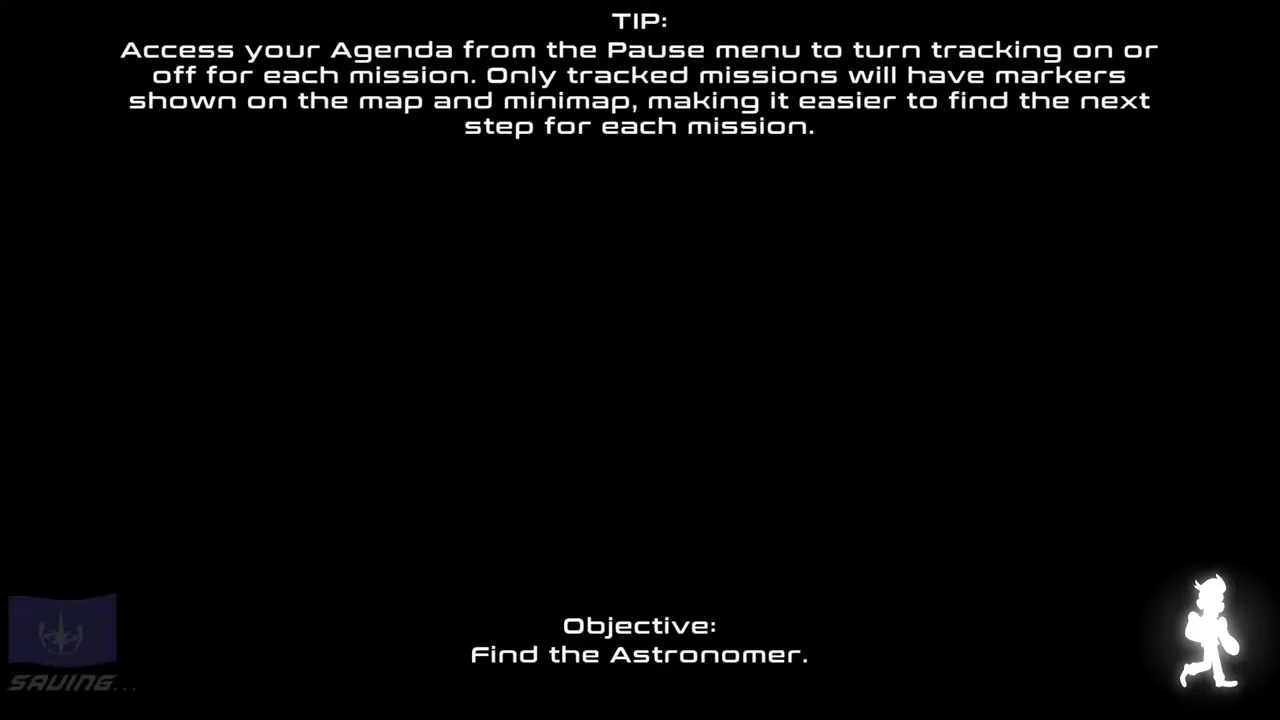 TIP:
Access your Agenda from the Pause menu to turn tracking on or
off for each mission. Only tracked missions will have markers
shown on the map and minimap, making it easier to find the next
step for each mission.
Objective:
Find the Astronomer.
SAVING...